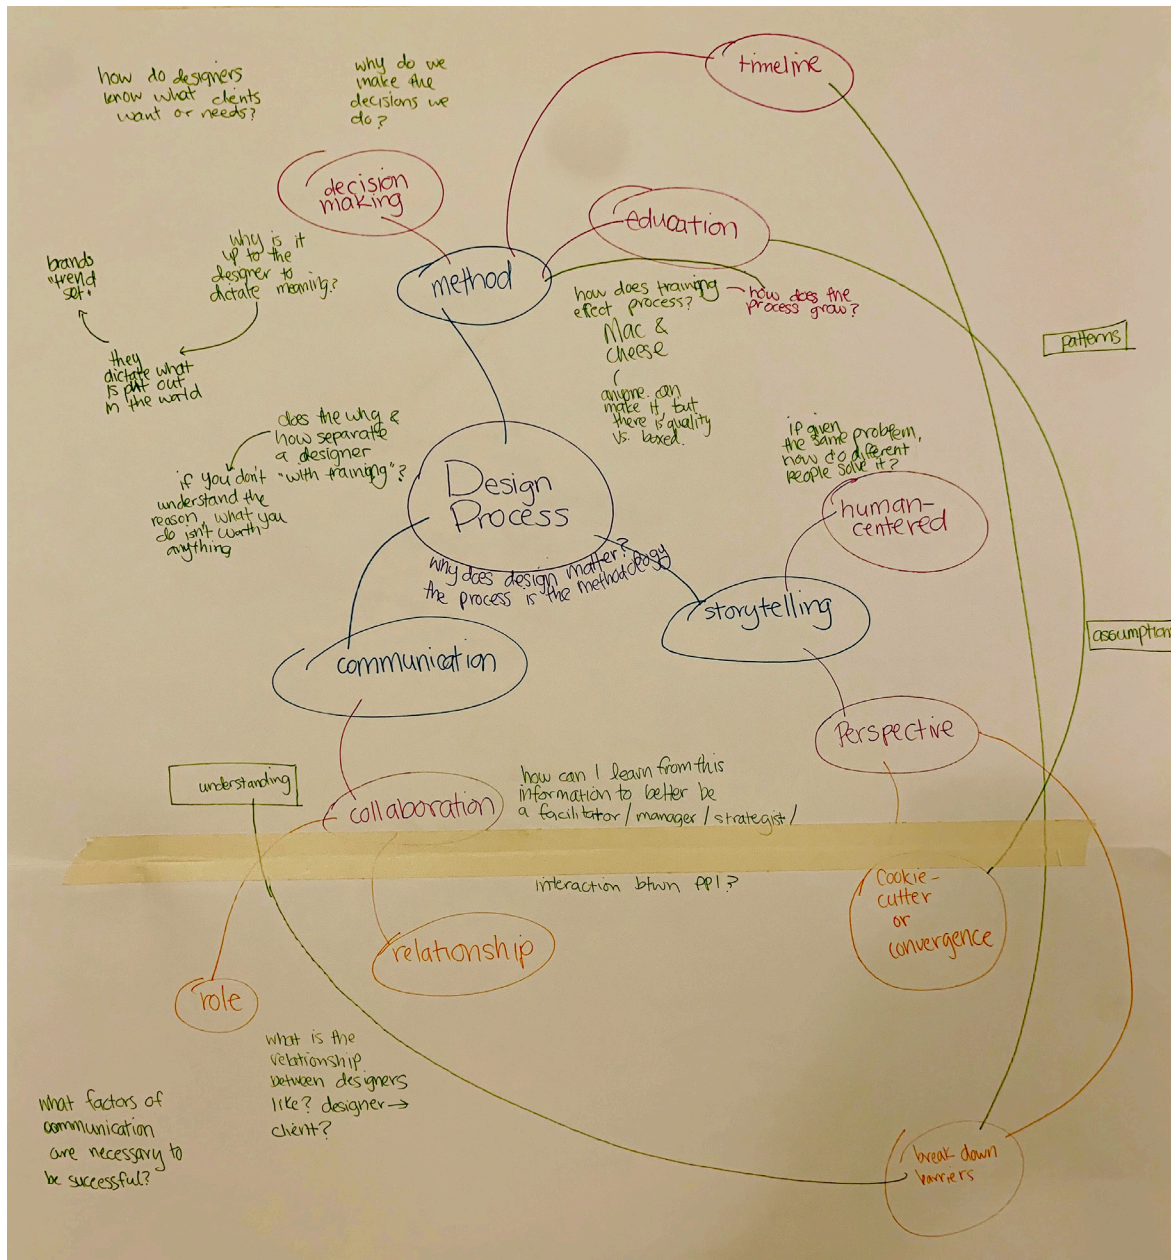 how do designers
know what clients
want or needs?
why do we
make the
decisions we
do?
timeline
decision
making
education
method
why is it
up to the
designer to
dictate meaning?
brands
"trend
set"
they
dictate what
is put out
in the world
how does training
effect process?
how does the
process grow?
Mac &
cheese
anyone can
make it, but
there is quality
vs. boxed.
patterns
does the why &
how separate
a designer
"with training"?
if you don't
understand the
reason, what you
do isn't worth
anything
if given
the same problem,
how do different
people solve it?
human-
centered
Design
Process
why does design matter?
the process is the methodology
storytelling
assumption
communication
Perspective
understanding
collaboration
how can I learn from this
information to better be
a facilitator/manager/strategist/
interaction btwn ppl?
Cookie-
cutter
or
convergence
relationship
role
what is the
relationship
between designers
like? designer→
client?
what factors of
communication
are necessary to
be successful?
break down
barriers